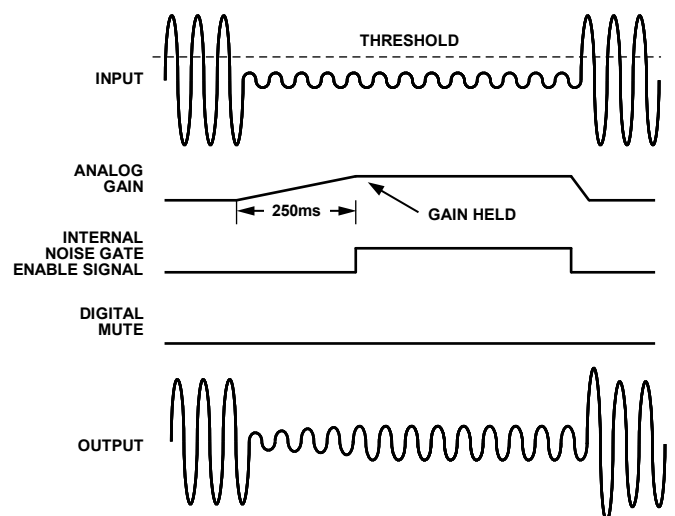 THRESHOLD
INPUT
ANALOG
GAIN
250ms
GAIN HELD
INTERNAL
NOISE GATE
ENABLE SIGNAL
DIGITAL
MUTE
OUTPUT